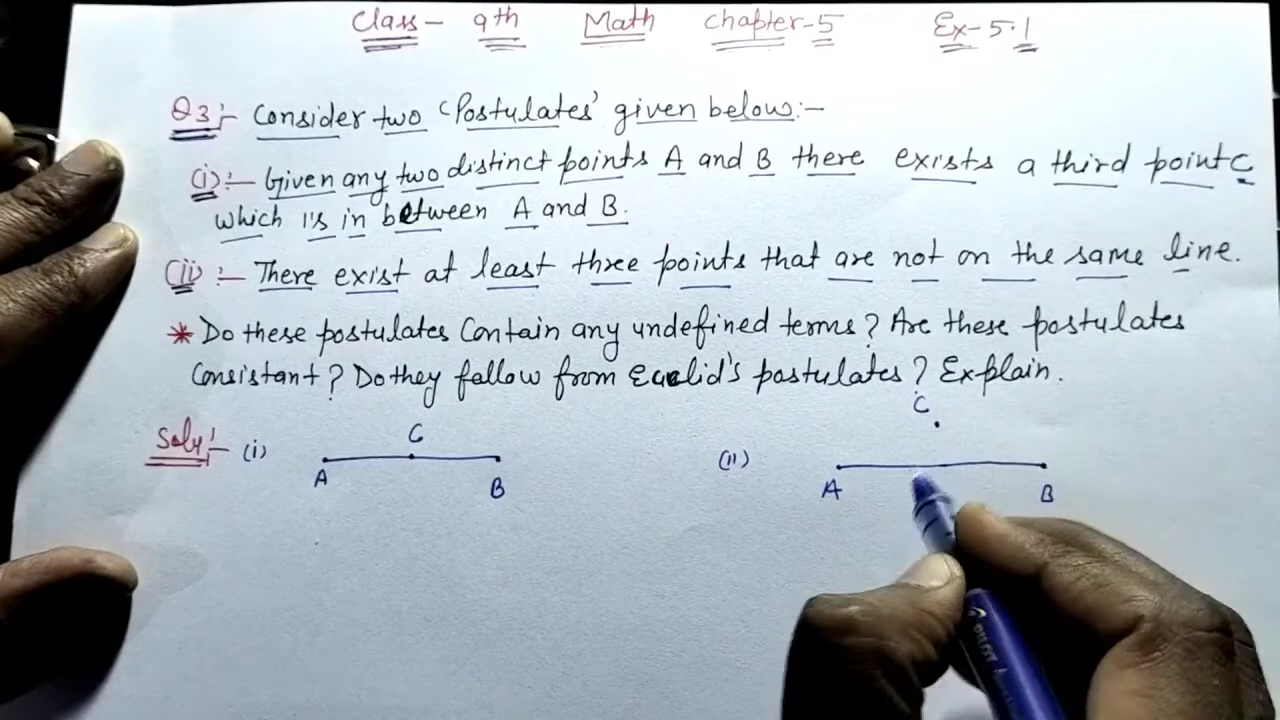 Class- 9th Math Chapter-5 Ex-5.1
Q3:- Consider two 'Postulates' given below:-
(i):- Given any two distinct points A and B there exists a third point C
which is in between A and B.
(ii):- There exist at least three points that are not on the same line.
* Do these postulates Contain any undefined terms? Are these postulates
Consistant? Do they fallow from Euclid's postulates? Explain.
Soln:- (i) A C B (ii) A C B
PILOT